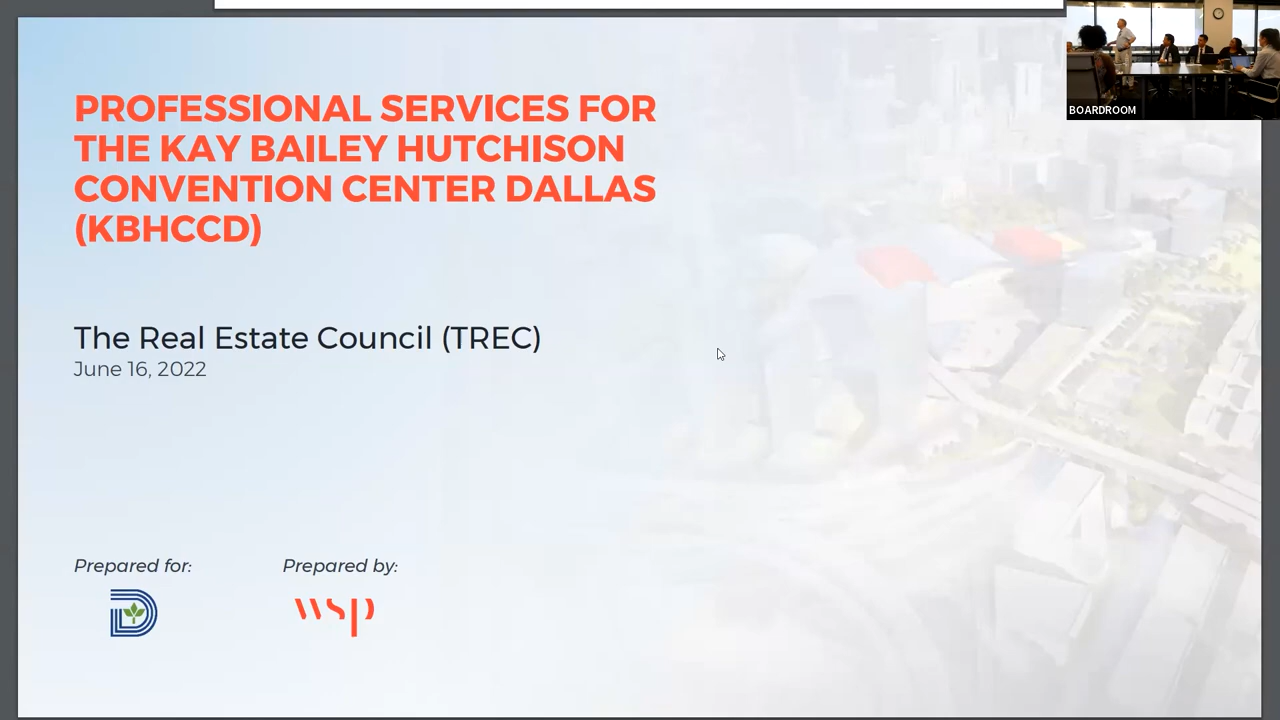 PROFESSIONAL SERVICES FOR
THE KAY BAILEY HUTCHISON
CONVENTION CENTER DALLAS
(KBHCCD)
The Real Estate Council (TREC)
June 16, 2022
Prepared for:
Prepared by:
D
wsp
BOARDROOM